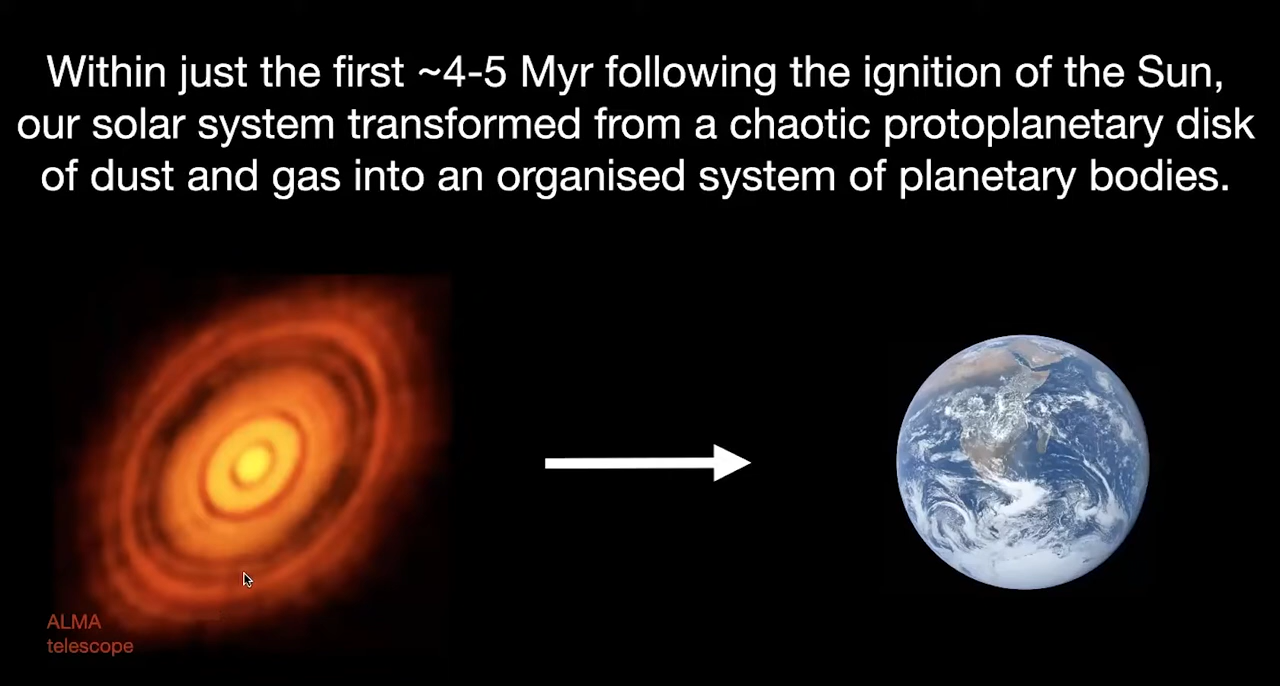 Within just the first ~4-5 Myr following the ignition of the Sun,
our solar system transformed from a chaotic protoplanetary disk
of dust and gas into an organised system of planetary bodies.
ALMA
telescope